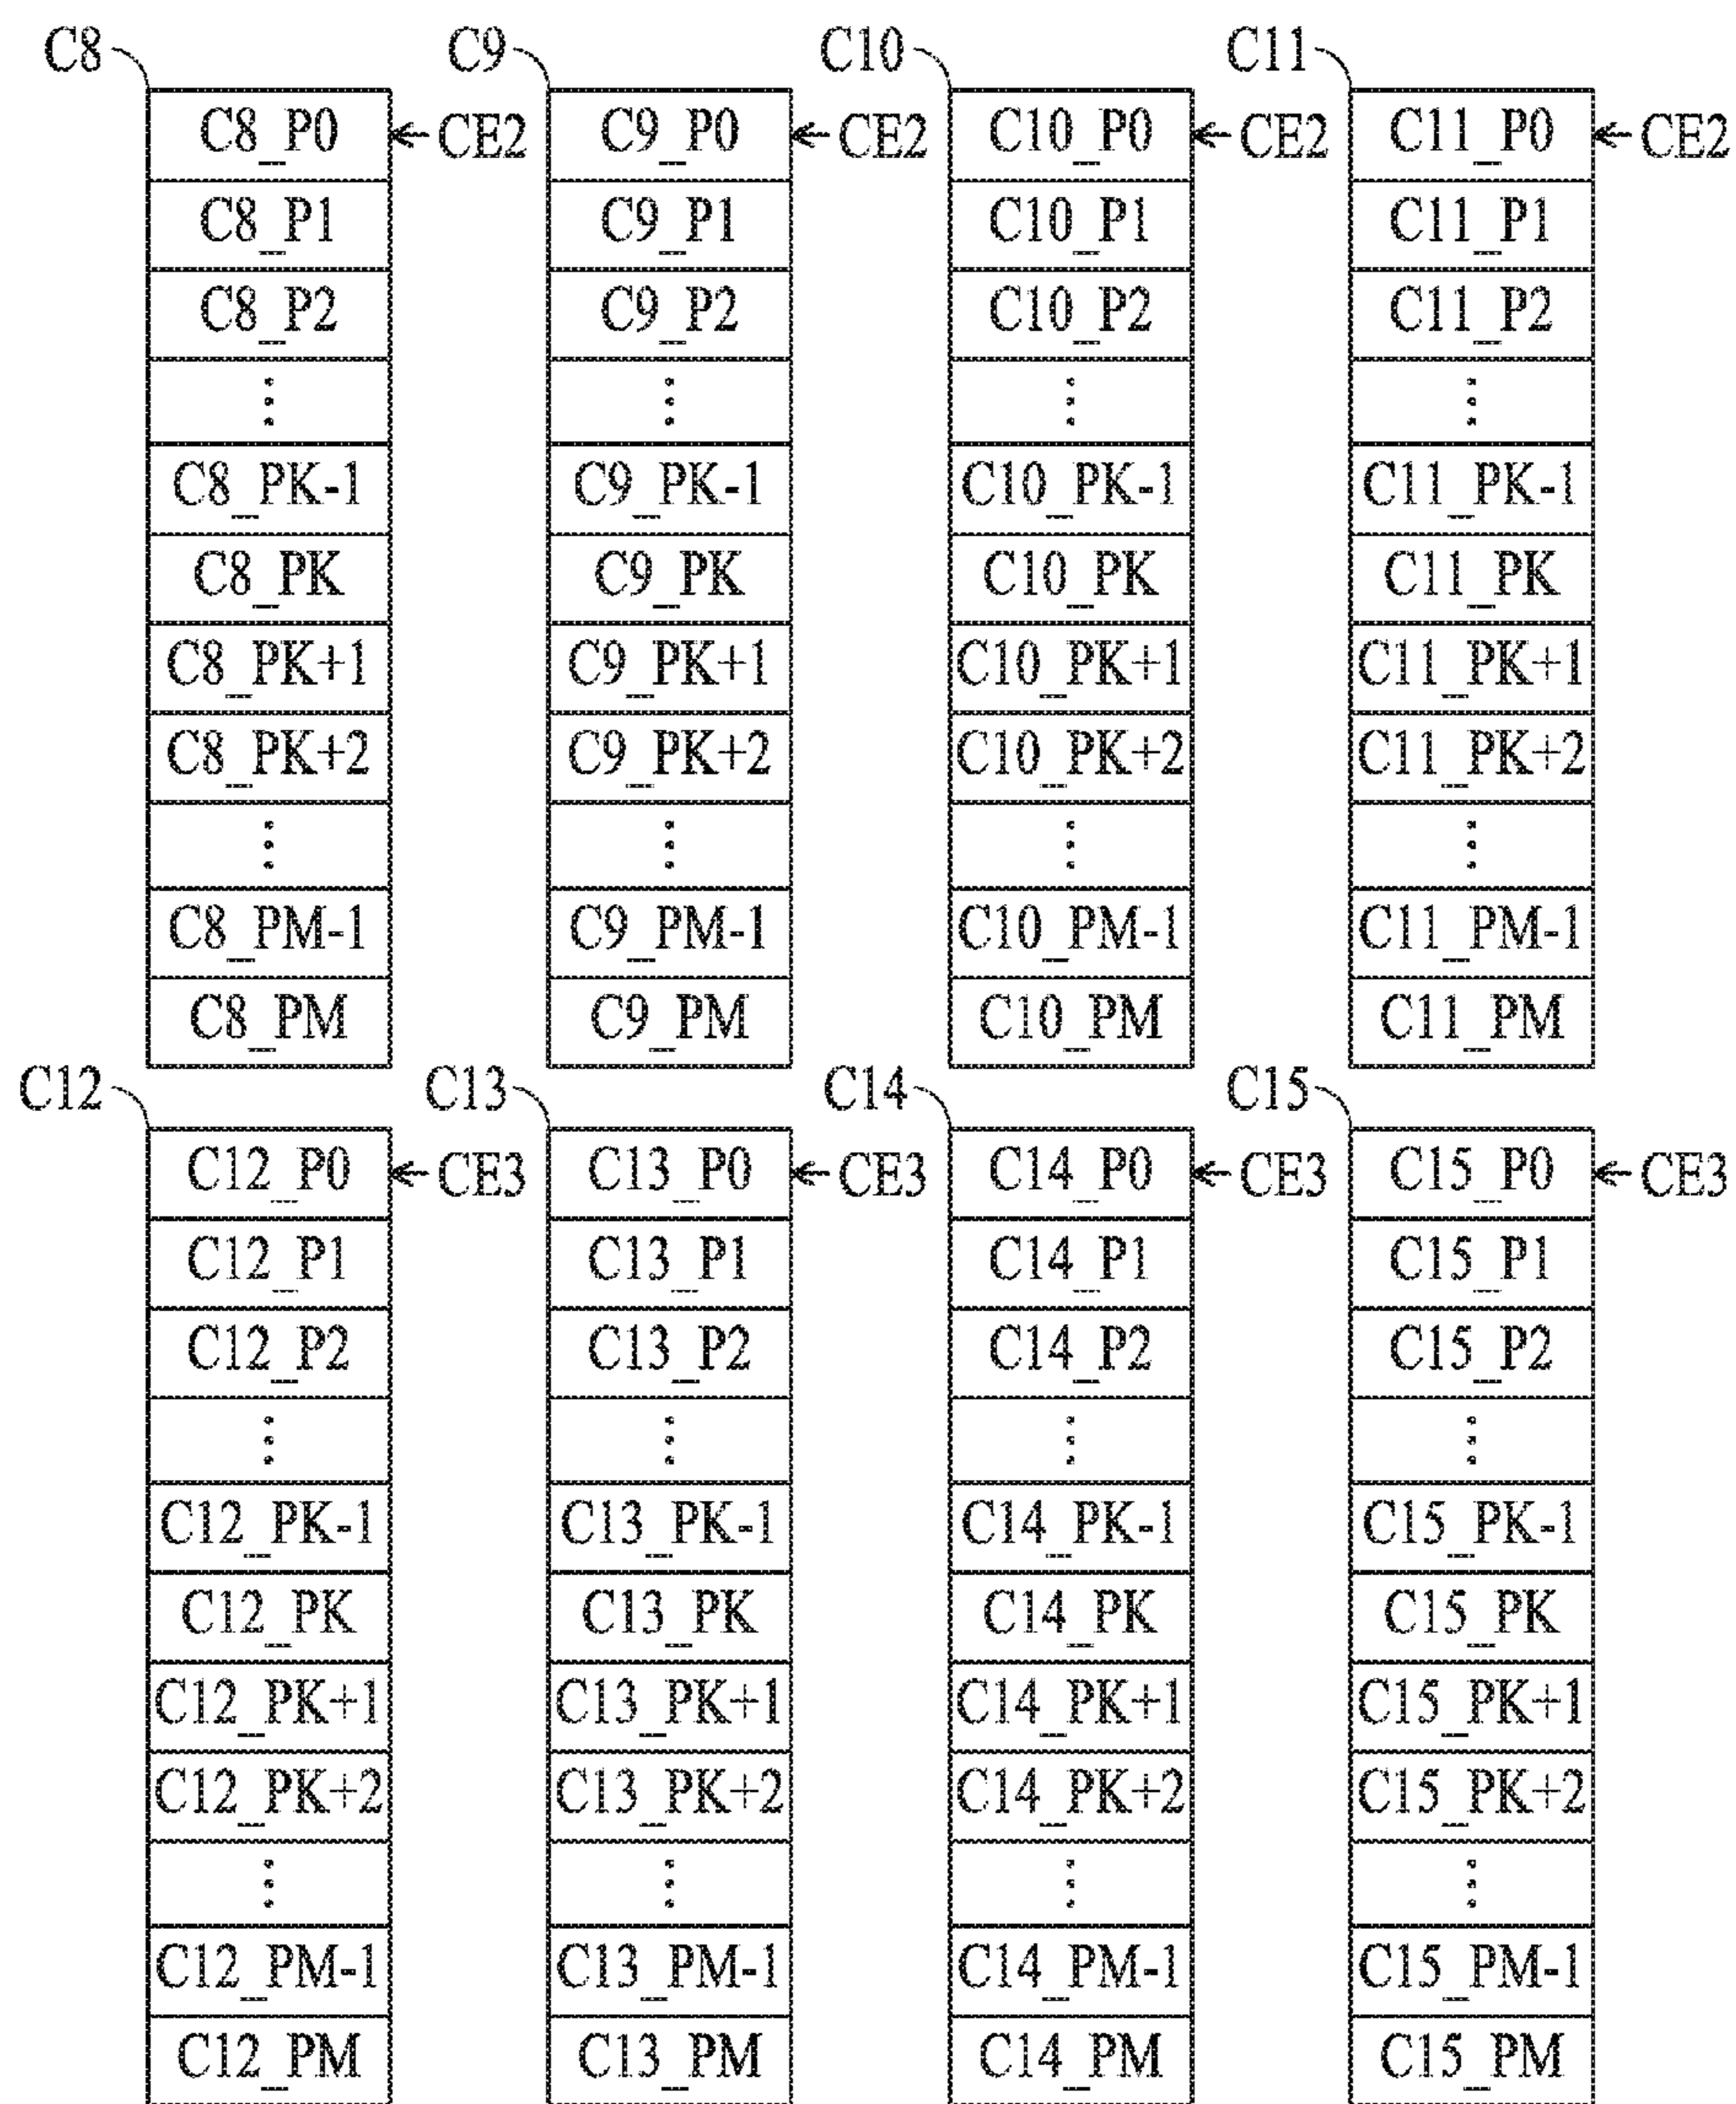 C8 C9 C10 C11
C8_P0 ← CE2 C9_P0 ← CE2 C10_P0 ← CE2 C11_P0 ← CE2
C8_P1 C9_P1 C10_P1 C11_P1
C8_P2 C9_P2 C10_P2 C11_P2
⋮ ⋮ ⋮ ⋮
C8_PK-1 C9_PK-1 C10_PK-1 C11_PK-1
C8_PK C9_PK C10_PK C11_PK
C8_PK+1 C9_PK+1 C10_PK+1 C11_PK+1
C8_PK+2 C9_PK+2 C10_PK+2 C11_PK+2
⋮ ⋮ ⋮ ⋮
C8_PM-1 C9_PM-1 C10_PM-1 C11_PM-1
C8_PM C9_PM C10_PM C11_PM
C12 C13 C14 C15
C12_P0 ← CE3 C13_P0 ← CE3 C14_P0 ← CE3 C15_P0 ← CE3
C12_P1 C13_P1 C14_P1 C15_P1
C12_P2 C13_P2 C14_P2 C15_P2
⋮ ⋮ ⋮ ⋮
C12_PK-1 C13_PK-1 C14_PK-1 C15_PK-1
C12_PK C13_PK C14_PK C15_PK
C12_PK+1 C13_PK+1 C14_PK+1 C15_PK+1
C12_PK+2 C13_PK+2 C14_PK+2 C15_PK+2
⋮ ⋮ ⋮ ⋮
C12_PM-1 C13_PM-1 C14_PM-1 C15_PM-1
C12_PM C13_PM C14_PM C15_PM